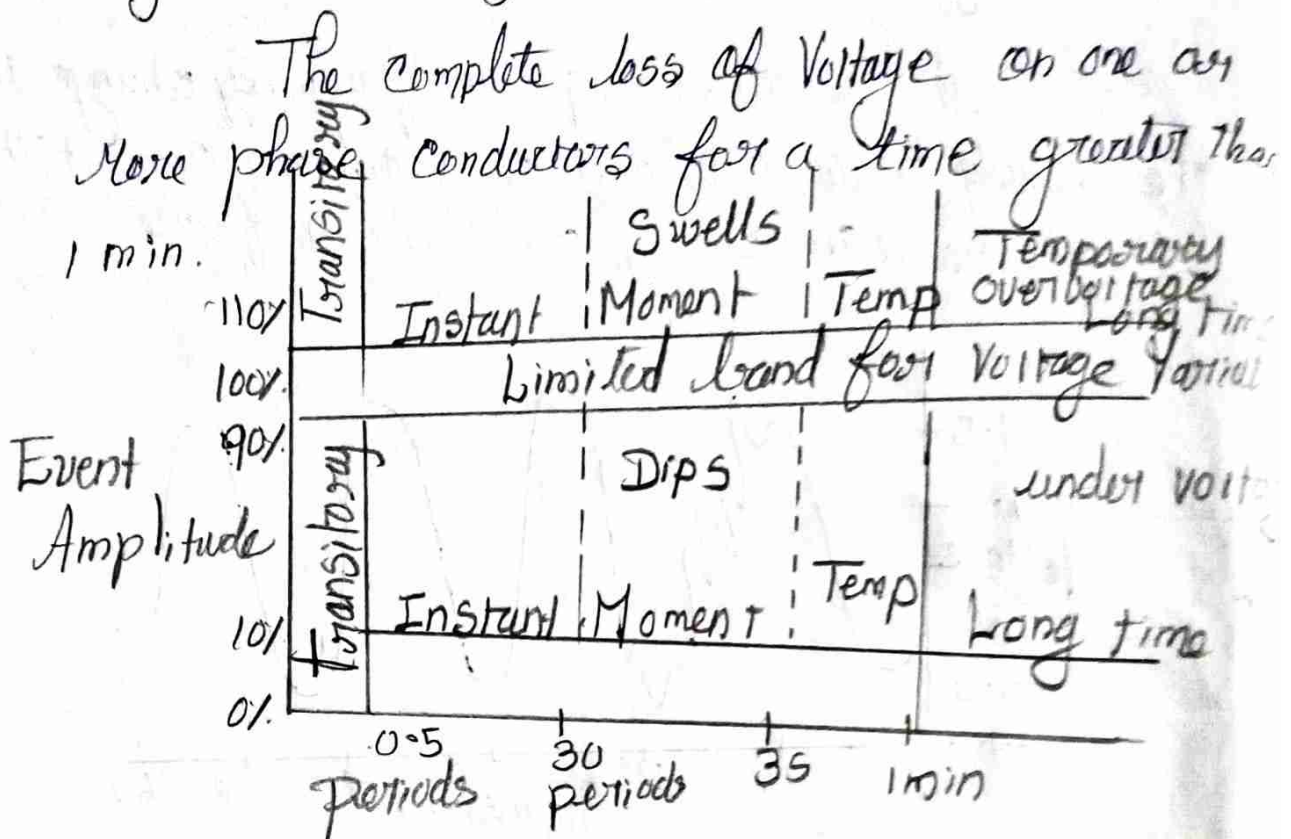 The complete loss of Voltage on one or
More phase conductors for a time greater Tha
1 min.
Transitory
Swells
Instant Moment Temp
Temporary
overvoltage
Long Tim
110%
100%
Limited band for Voltage Variat
90%
Event
Amplitude
Transitory
Dips
under volt
Instant Moment Temp
Long time
10%
0%
0.5
periods
30
periods
3s
1min